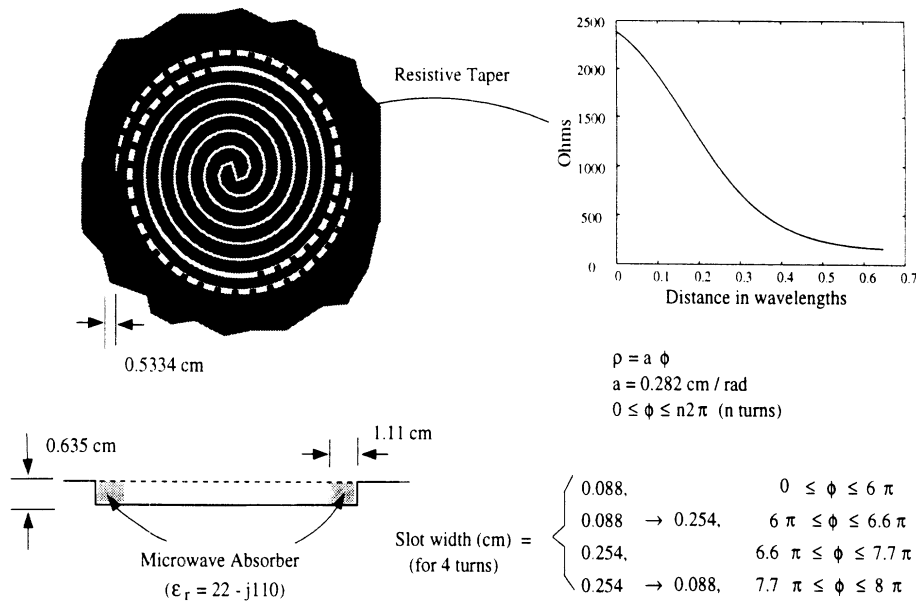 Resistive Taper
2500
2000
1500
1000
500
0
Ohms
0 0.1 0.2 0.3 0.4 0.5 0.6 0.7
Distance in wavelengths
0.5334 cm
ρ = a ϕ
a = 0.282 cm / rad
0 ≤ ϕ ≤ n2π (n turns)
0.635 cm
1.11 cm
Microwave Absorber
(ε_r = 22 - j110)
Slot width (cm) =
(for 4 turns)
0.088, 0 ≤ ϕ ≤ 6 π
0.088 → 0.254, 6 π ≤ ϕ ≤ 6.6 π
0.254, 6.6 π ≤ ϕ ≤ 7.7 π
0.254 → 0.088, 7.7 π ≤ ϕ ≤ 8 π